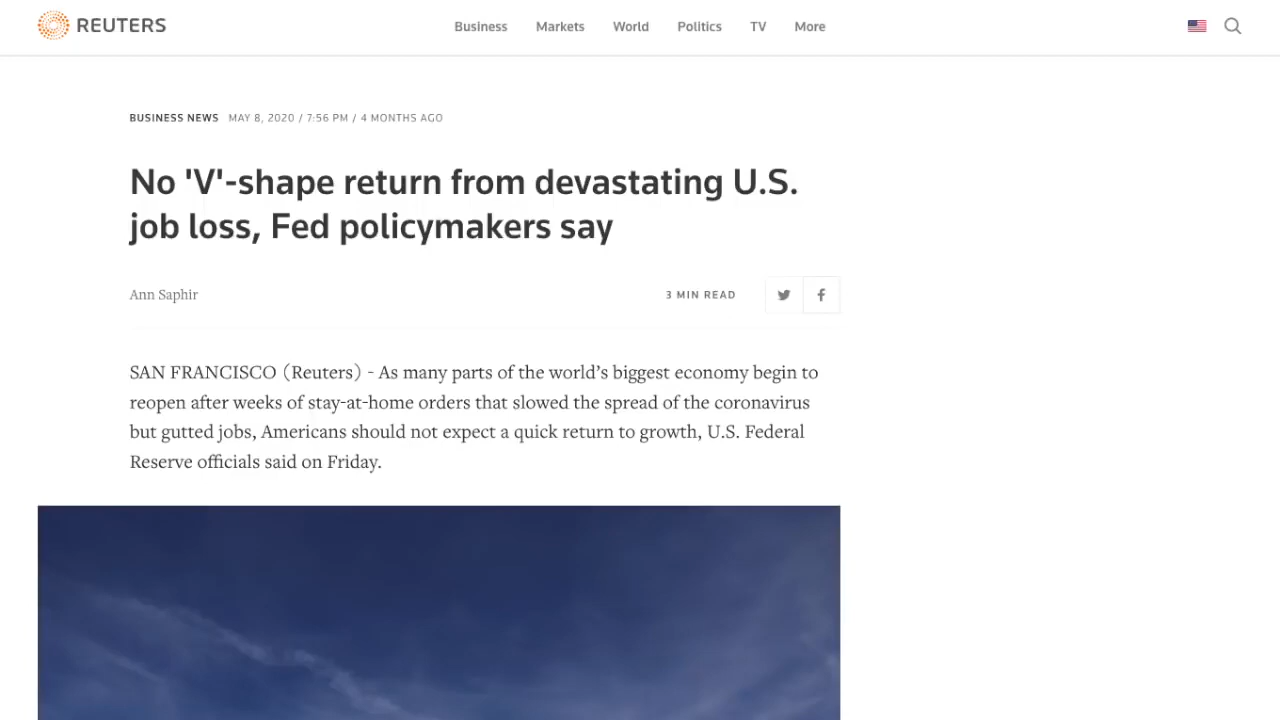 REUTERS
Business Markets World Politics TV More
BUSINESS NEWS MAY 8, 2020 / 7:56 PM / 4 MONTHS AGO
No 'V'-shape return from devastating U.S.
job loss, Fed policymakers say
Ann Saphir
3 MIN READ
SAN FRANCISCO (Reuters) - As many parts of the world’s biggest economy begin to
reopen after weeks of stay-at-home orders that slowed the spread of the coronavirus
but gutted jobs, Americans should not expect a quick return to growth, U.S. Federal
Reserve officials said on Friday.